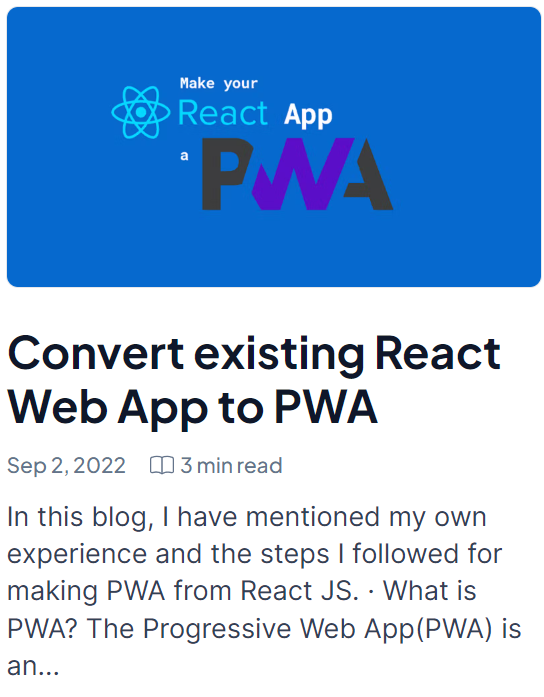 Make your
React App
a PWA
Convert existing React
Web App to PWA
Sep 2, 2022 3 min read
In this blog, I have mentioned my own
experience and the steps I followed for
making PWA from React JS. · What is
PWA? The Progressive Web App(PWA) is
an...